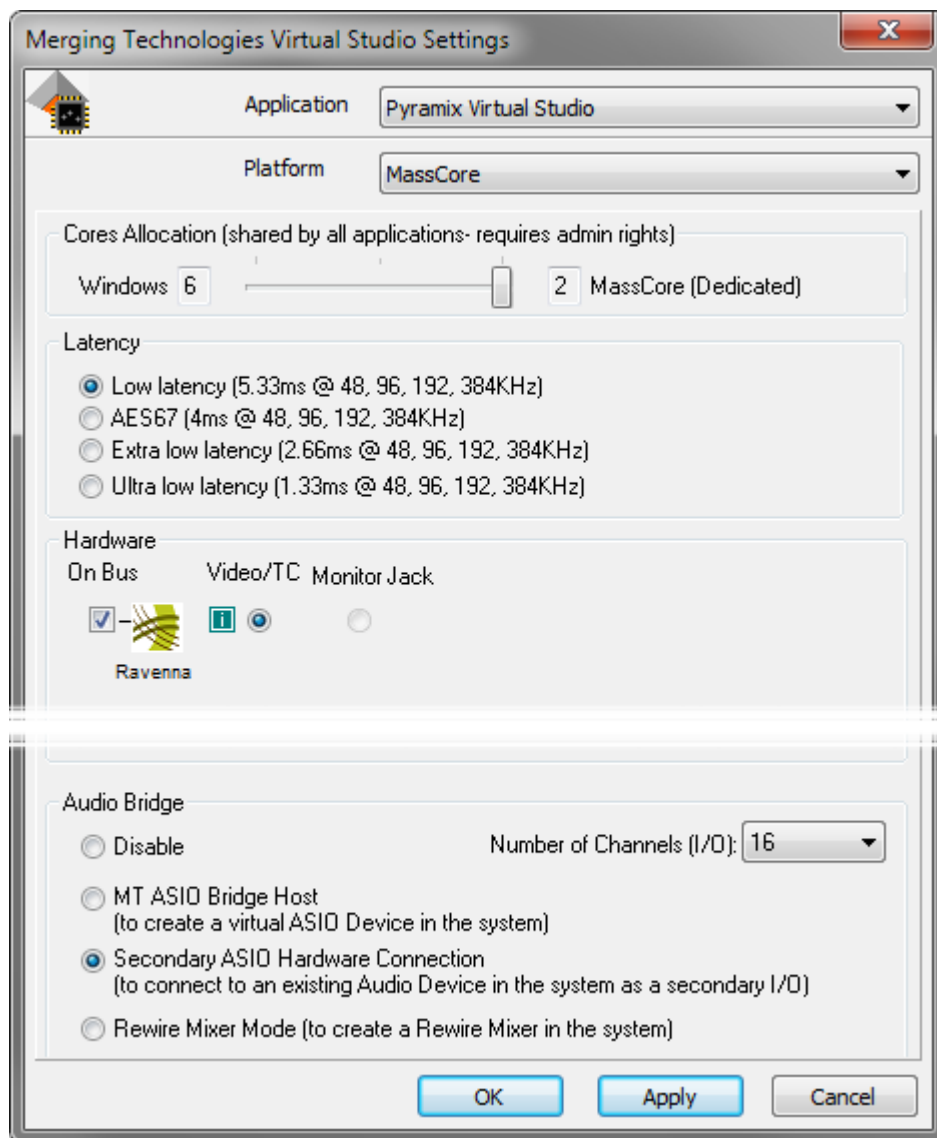 Merging Technologies Virtual Studio Settings
Application Pyramix Virtual Studio
Platform MassCore
Cores Allocation (shared by all applications- requires admin rights)
Windows 6 2 MassCore (Dedicated)
Latency
Low latency (5.33ms @ 48, 96, 192, 384KHz)
AES67 (4ms @ 48, 96, 192, 384KHz)
Extra low latency (2.66ms @ 48, 96, 192, 384KHz)
Ultra low latency (1.33ms @ 48, 96, 192, 384KHz)
Hardware
On Bus Video/TC Monitor Jack
i
Ravenna
Audio Bridge
Disable Number of Channels (I/O): 16
MT ASIO Bridge Host
(to create a virtual ASIO Device in the system)
Secondary ASIO Hardware Connection
(to connect to an existing Audio Device in the system as a secondary I/O)
Rewire Mixer Mode (to create a Rewire Mixer in the system)
OK Apply Cancel